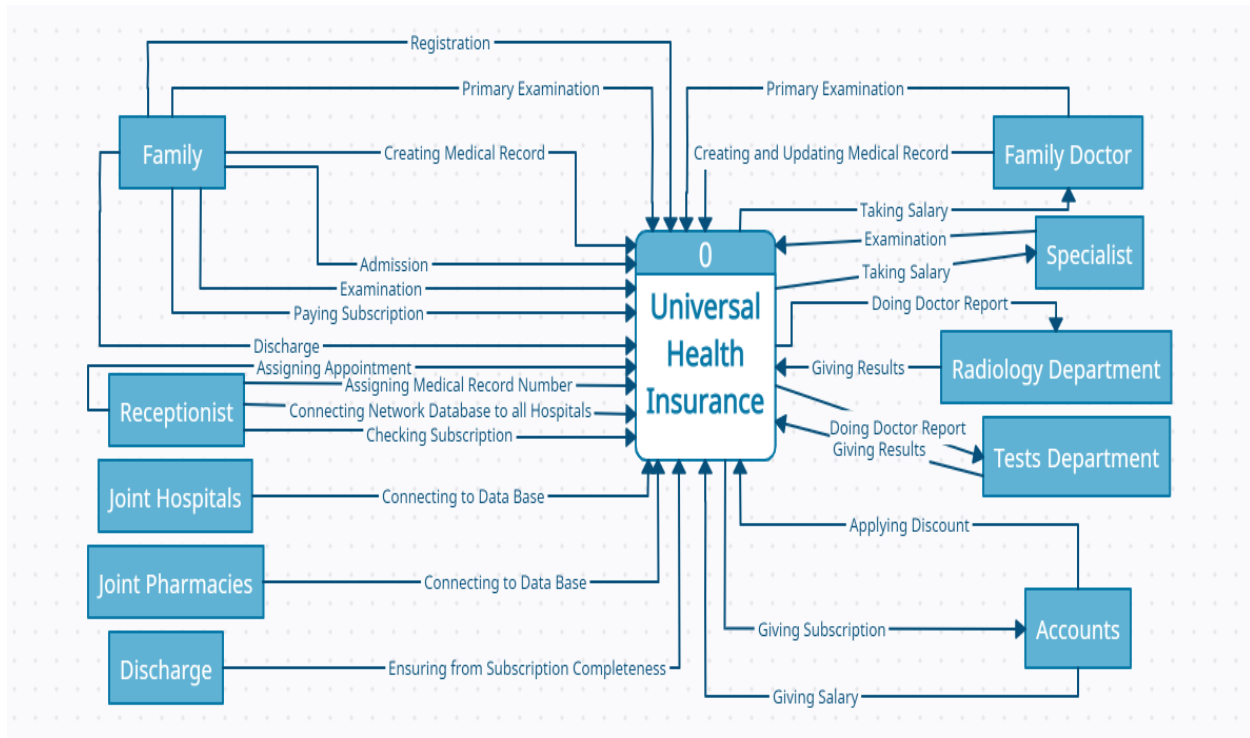 Registration
Primary Examination
Primary Examination
Family
Creating Medical Record
Creating and Updating Medical Record
Family Doctor
Taking Salary
Examination
Specialist
0
Admission
Taking Salary
Examination
Doing Doctor Report
Paying Subscription
Universal
Health
Insurance
Discharge
Assigning Appointment
Giving Results
Radiology Department
Assigning Medical Record Number
Receptionist
Connecting Network Database to all Hospitals
Checking Subscription
Doing Doctor Report
Giving Results
Tests Department
Joint Hospitals
Connecting to Data Base
Applying Discount
Joint Pharmacies
Connecting to Data Base
Giving Subscription
Accounts
Discharge
Ensuring from Subscription Completeness
Giving Salary